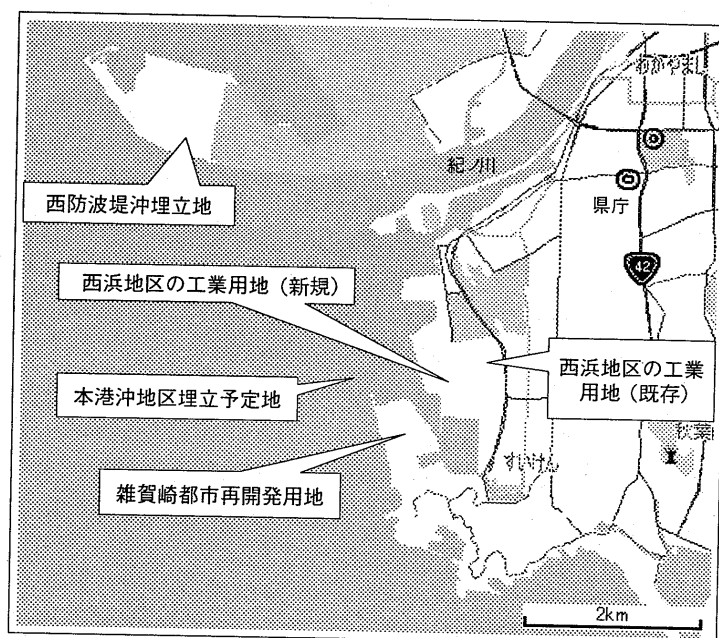 わかやまし
紀ノ川
県庁
西防波堤沖埋立地
42
西浜地区の工業用地(新規)
西浜地区の工業
用地(既存)
本港沖地区埋立予定地
秋葉
すいけん
雑賀崎都市再開発用地
2km